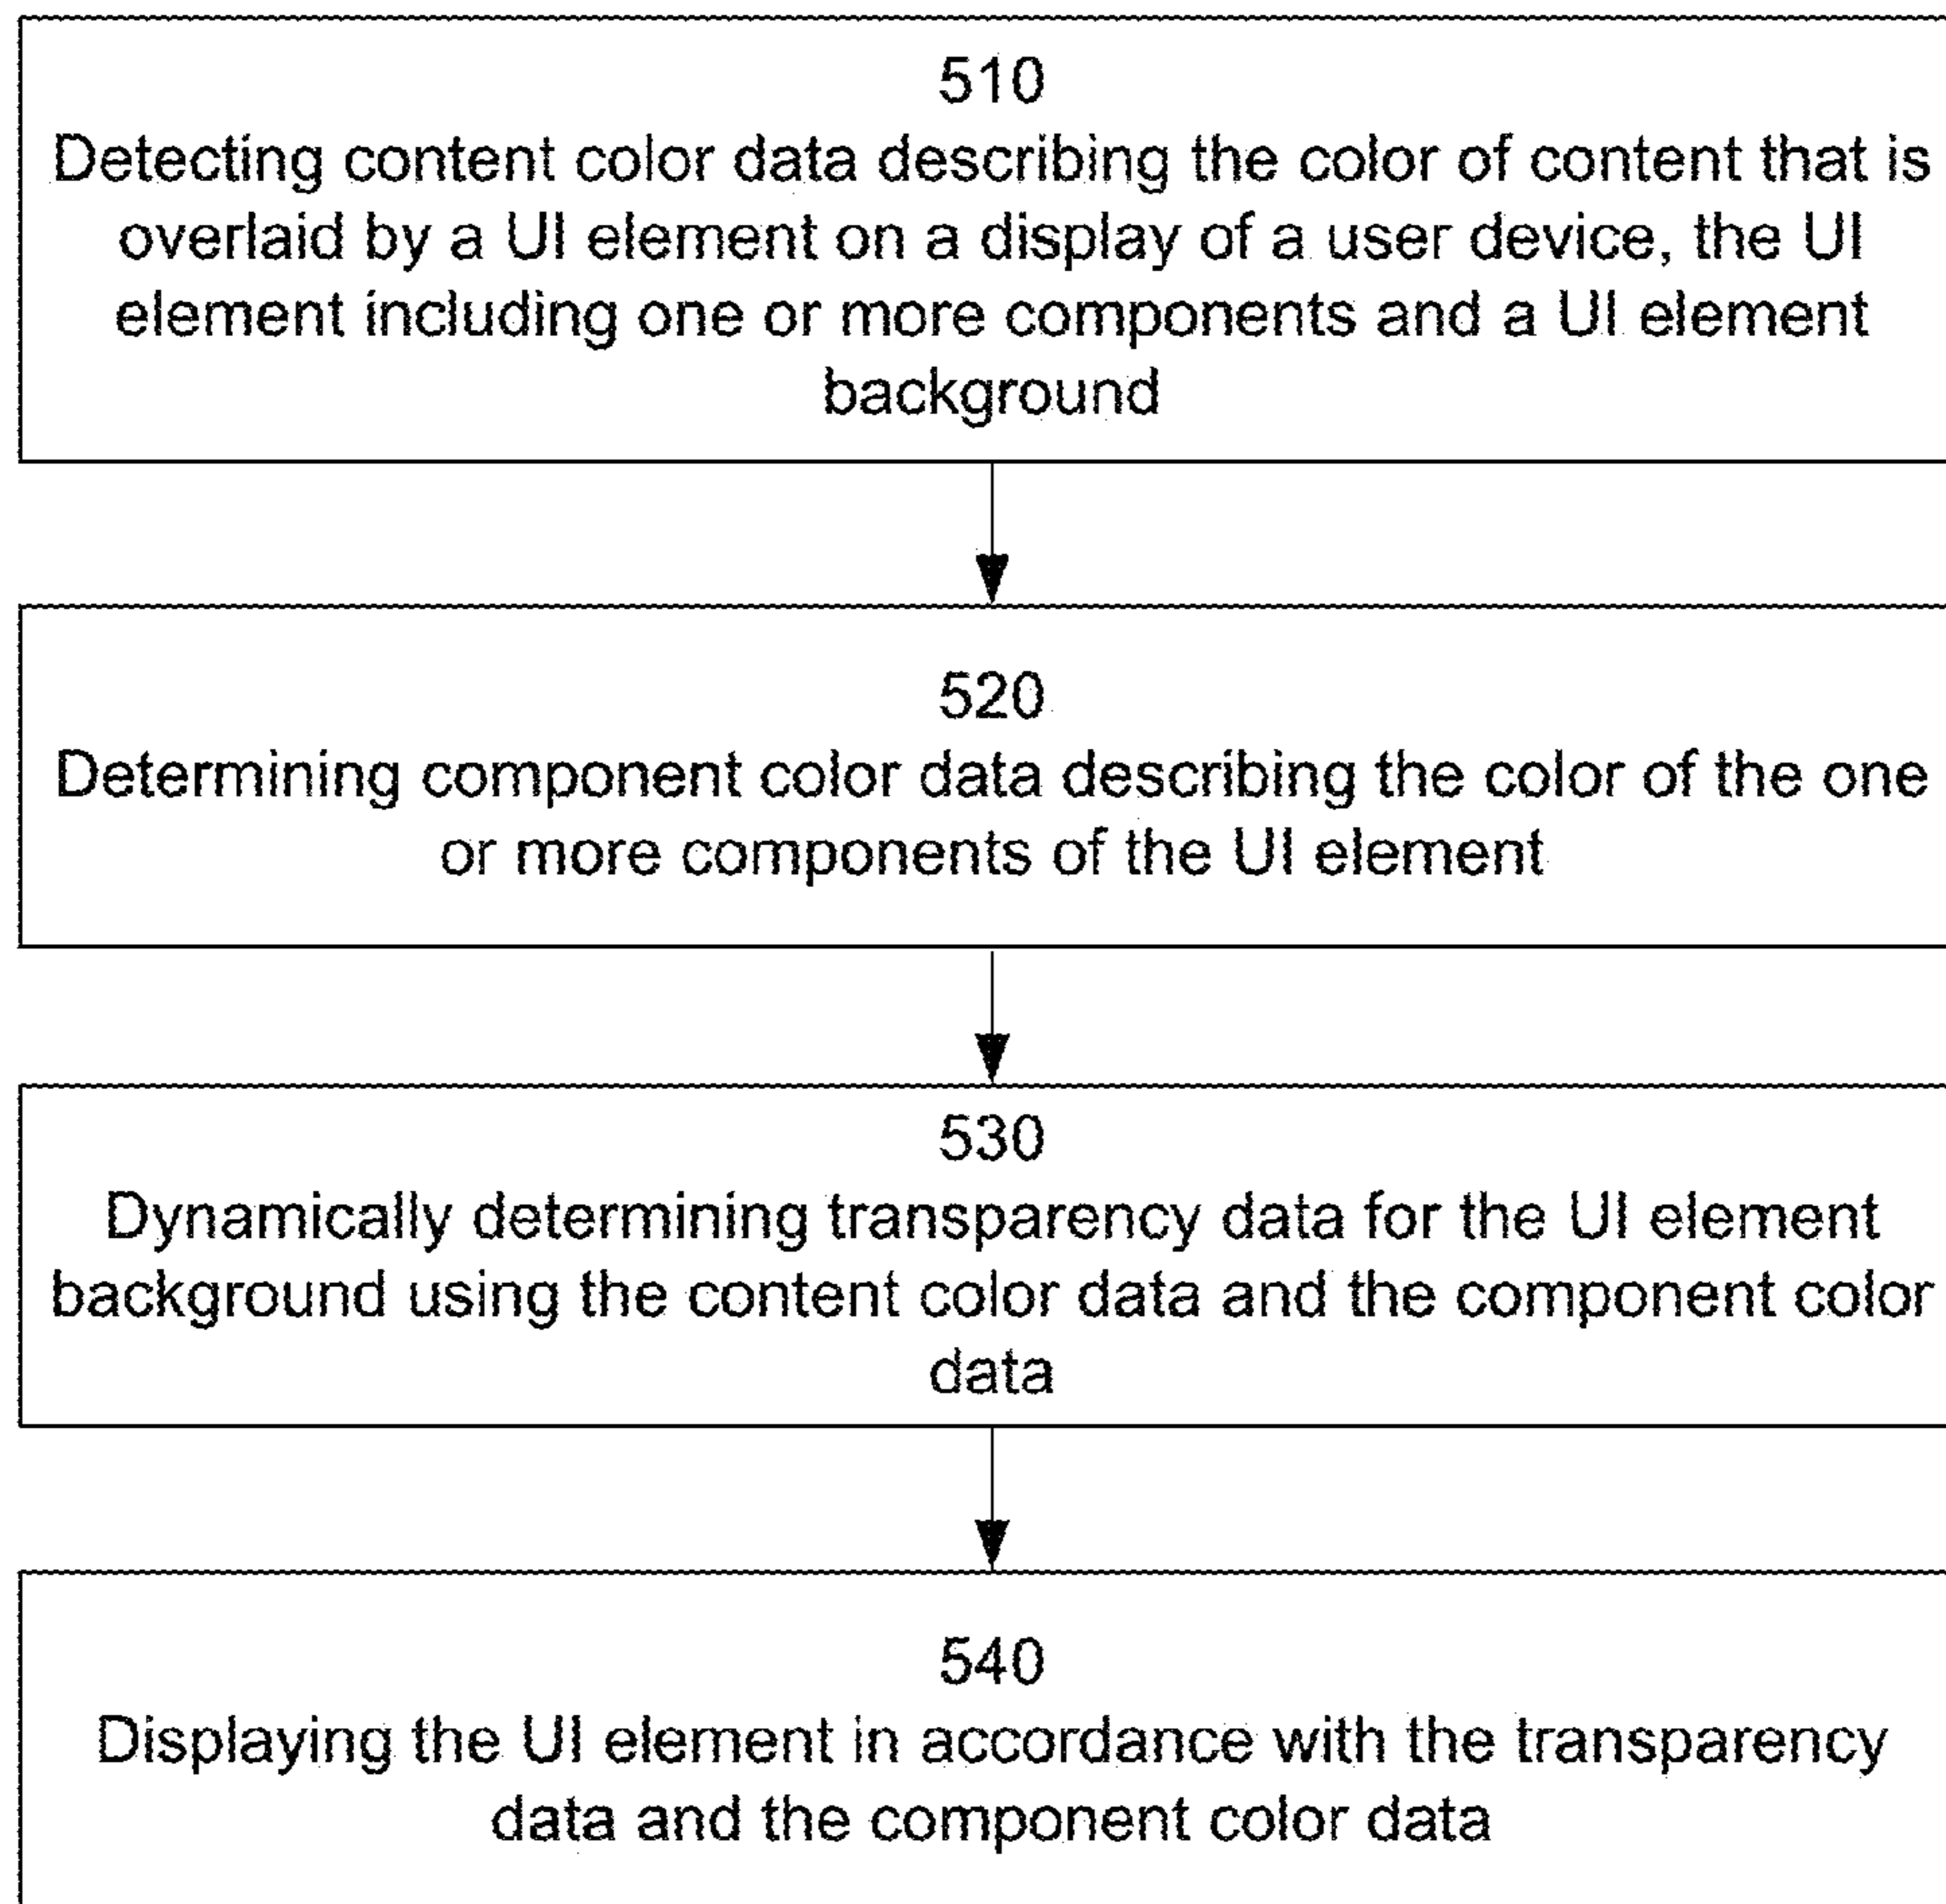 510
Detecting content color data describing the color of content that is
overlaid by a UI element on a display of a user device, the UI
element including one or more components and a UI element
background
520
Determining component color data describing the color of the one
or more components of the UI element
530
Dynamically determining transparency data for the UI element
background using the content color data and the component color
data
540
Displaying the UI element in accordance with the transparency
data and the component color data